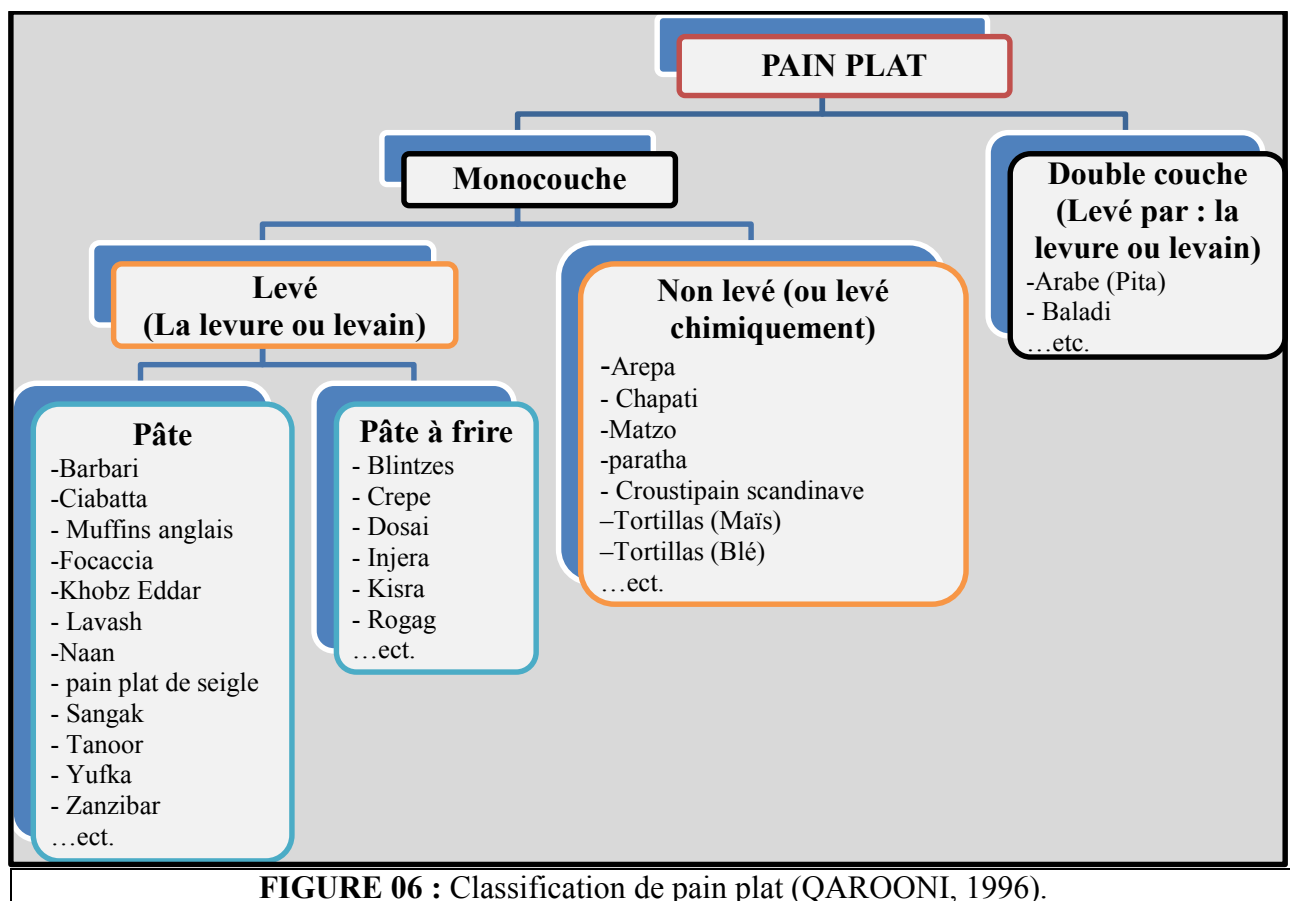 PAIN PLAT
Monocouche
Double couche
(Levé par : la
levure ou levain)
-Arabe (Pita)
- Baladi
…etc.
Levé
(La levure ou levain)
Non levé (ou levé
chimiquement)
-Arepa
- Chapati
-Matzo
-paratha
- Croustipain scandinave
–Tortillas (Maïs)
–Tortillas (Blé)
…ect.
Pâte
-Barbari
-Ciabatta
- Muffins anglais
-Focaccia
-Khobz Eddar
- Lavash
-Naan
- pain plat de seigle
- Sangak
- Tanoor
- Yufka
- Zanzibar
…ect.
Pâte à frire
- Blintzes
- Crepe
- Dosai
- Injera
- Kisra
- Rogag
…ect.
FIGURE 06 : Classification de pain plat (QAROONI, 1996).